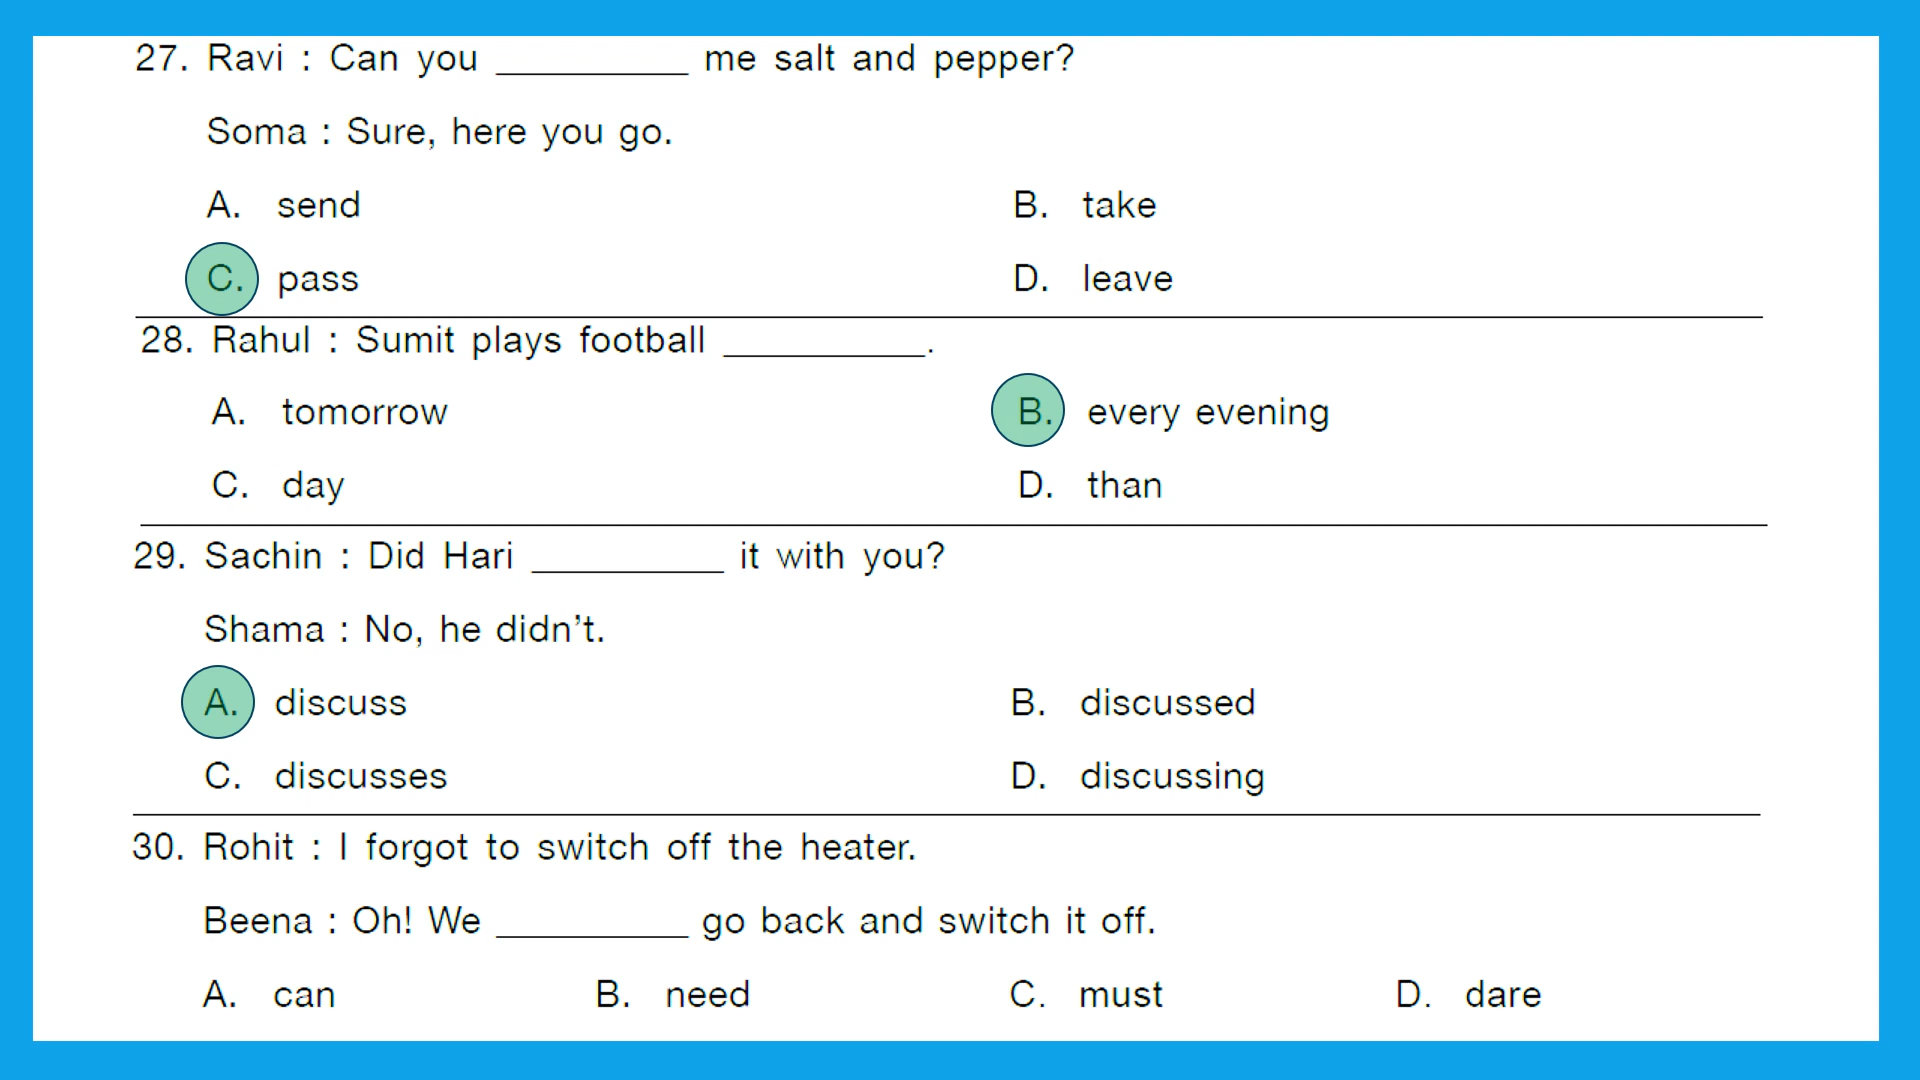 27. Ravi : Can you __________ me salt and pepper?
Soma : Sure, here you go.
A. send B. take
C. pass D. leave
28. Rahul : Sumit plays football __________.
A. tomorrow B. every evening
C. day D. than
29. Sachin : Did Hari __________ it with you?
Shama : No, he didn’t.
A. discuss B. discussed
C. discusses D. discussing
30. Rohit : I forgot to switch off the heater.
Beena : Oh! We __________ go back and switch it off.
A. can B. need C. must D. dare